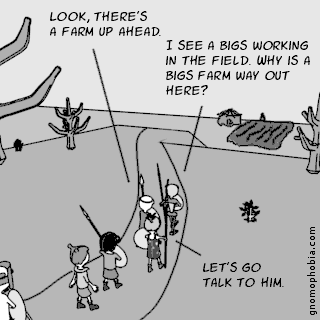 LOOK, THERE'S
A FARM UP AHEAD.
I SEE A BIGS WORKING
IN THE FIELD. WHY IS A
BIGS FARM WAY OUT
HERE?
LET'S GO
TALK TO HIM.
gnomophobia.com